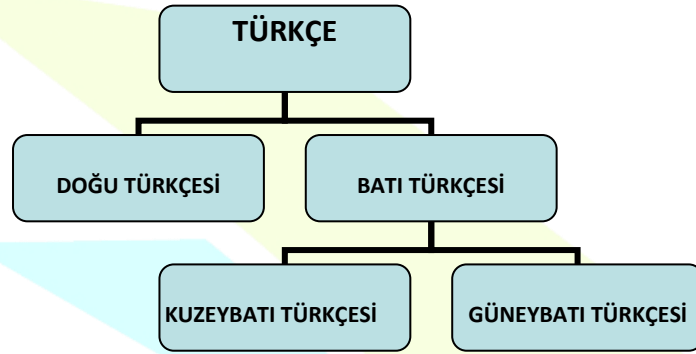 TÜRKÇE
DOĞU TÜRKÇESİ
BATI TÜRKÇESİ
KUZEYBATI TÜRKÇESİ
GÜNEYBATI TÜRKÇESİ